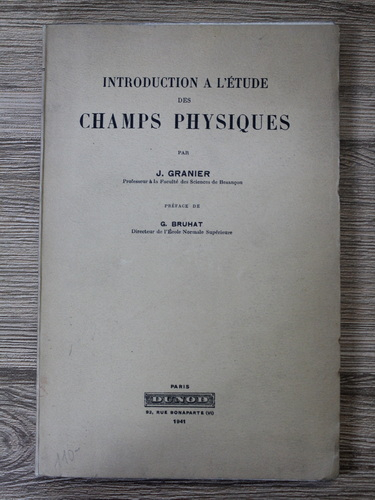 INTRODUCTION A L'ÉTUDE
DES
CHAMPS PHYSIQUES
PAR
J. GRANIER
Professeur à la Faculté des Sciences de Besançon
PRÉFACE DE
G. BRUHAT
Directeur de l'École Normale Supérieure
PARIS
DUNOD
92, RUE BONAPARTE (VI)
1941
110-